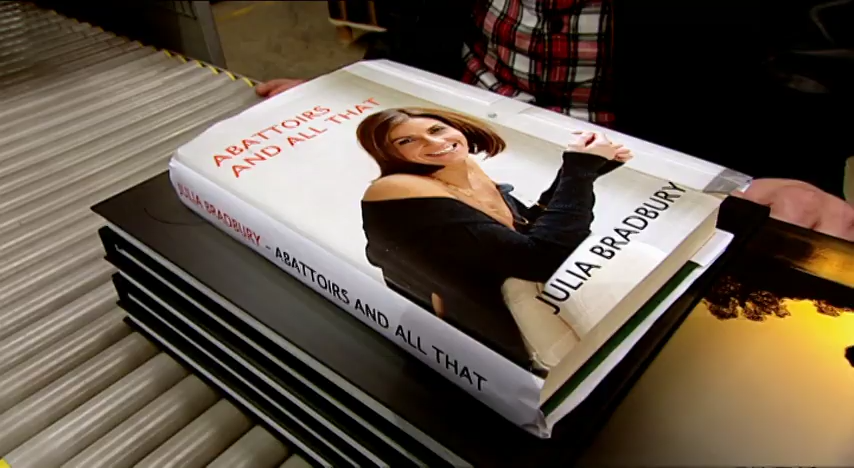 ABATTOIRS
AND ALL THAT
JULIA BRADBURY
JULIA BRADBURY - ABATTOIRS AND ALL THAT